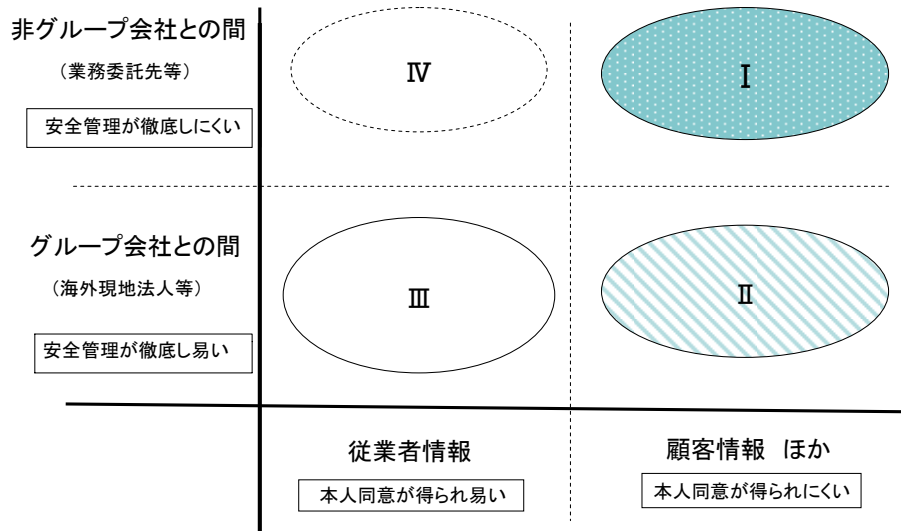 非グループ会社との間
（業務委託先等）
安全管理が徹底しにくい
Ⅳ
Ⅰ
グループ会社との間
（海外現地法人等）
安全管理が徹底し易い
Ⅲ
Ⅱ
従業者情報
本人同意が得られ易い
顧客情報　ほか
本人同意が得られにくい